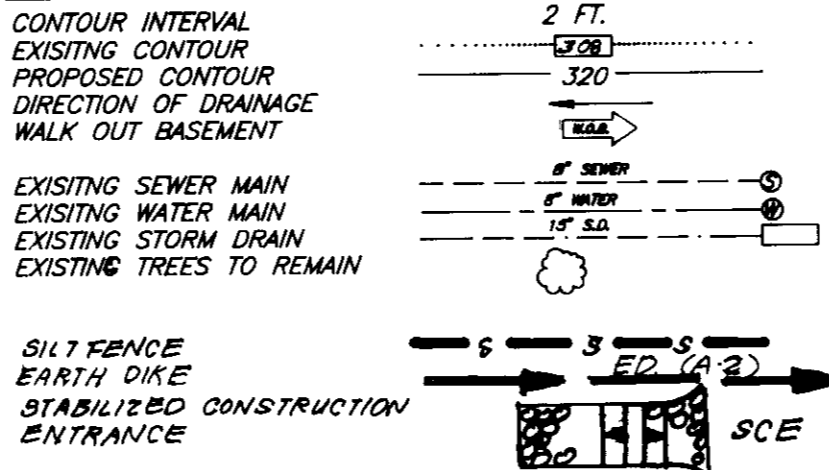 CONTOUR INTERVAL 2 FT.
EXISITNG CONTOUR 308
PROPOSED CONTOUR 320
DIRECTION OF DRAINAGE
WALK OUT BASEMENT W.O.B.
EXISITNG SEWER MAIN 8" SEWER S
EXISITNG WATER MAIN 8" WATER W
EXISTING STORM DRAIN 15" S.D.
EXISTING TREES TO REMAIN
SILT FENCE S S S
EARTH DIKE ED. (A-2)
STABILIZED CONSTRUCTION
ENTRANCE SCE